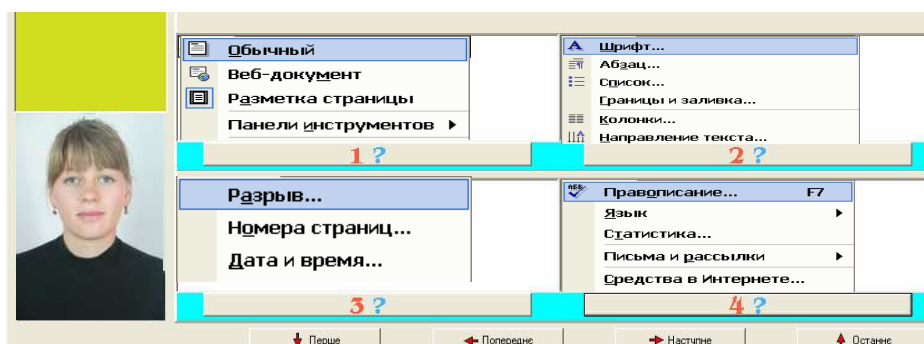 Обычный
Веб-документ
Разметка страницы
Панели инструментов
1 ?
Шрифт...
Абзац...
Список...
Границы и заливка...
Колонки...
Направление текста...
2 ?
Разрыв...
Номера страниц...
Дата и время...
3 ?
Правописание... F7
Язык
Статистика...
Письма и рассылки
Средства в Интернете...
4 ?
Перше
Попереднє
Наступне
Останнє